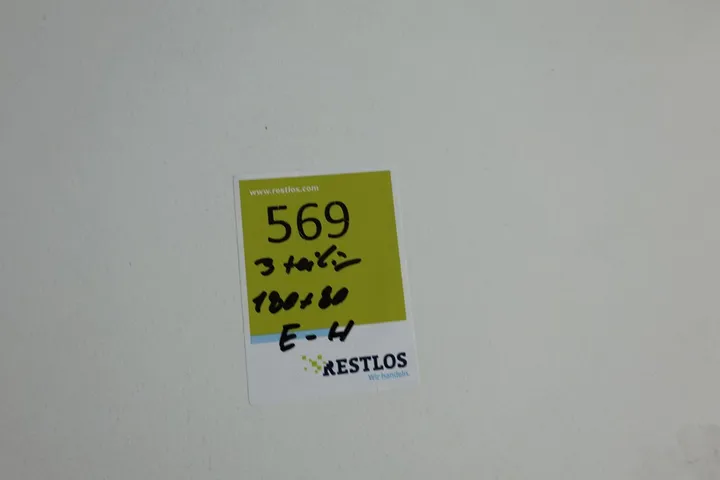 www.restlos.com
569
3 teilig
180x80
E-H
RESTLOS
Wir handeln.